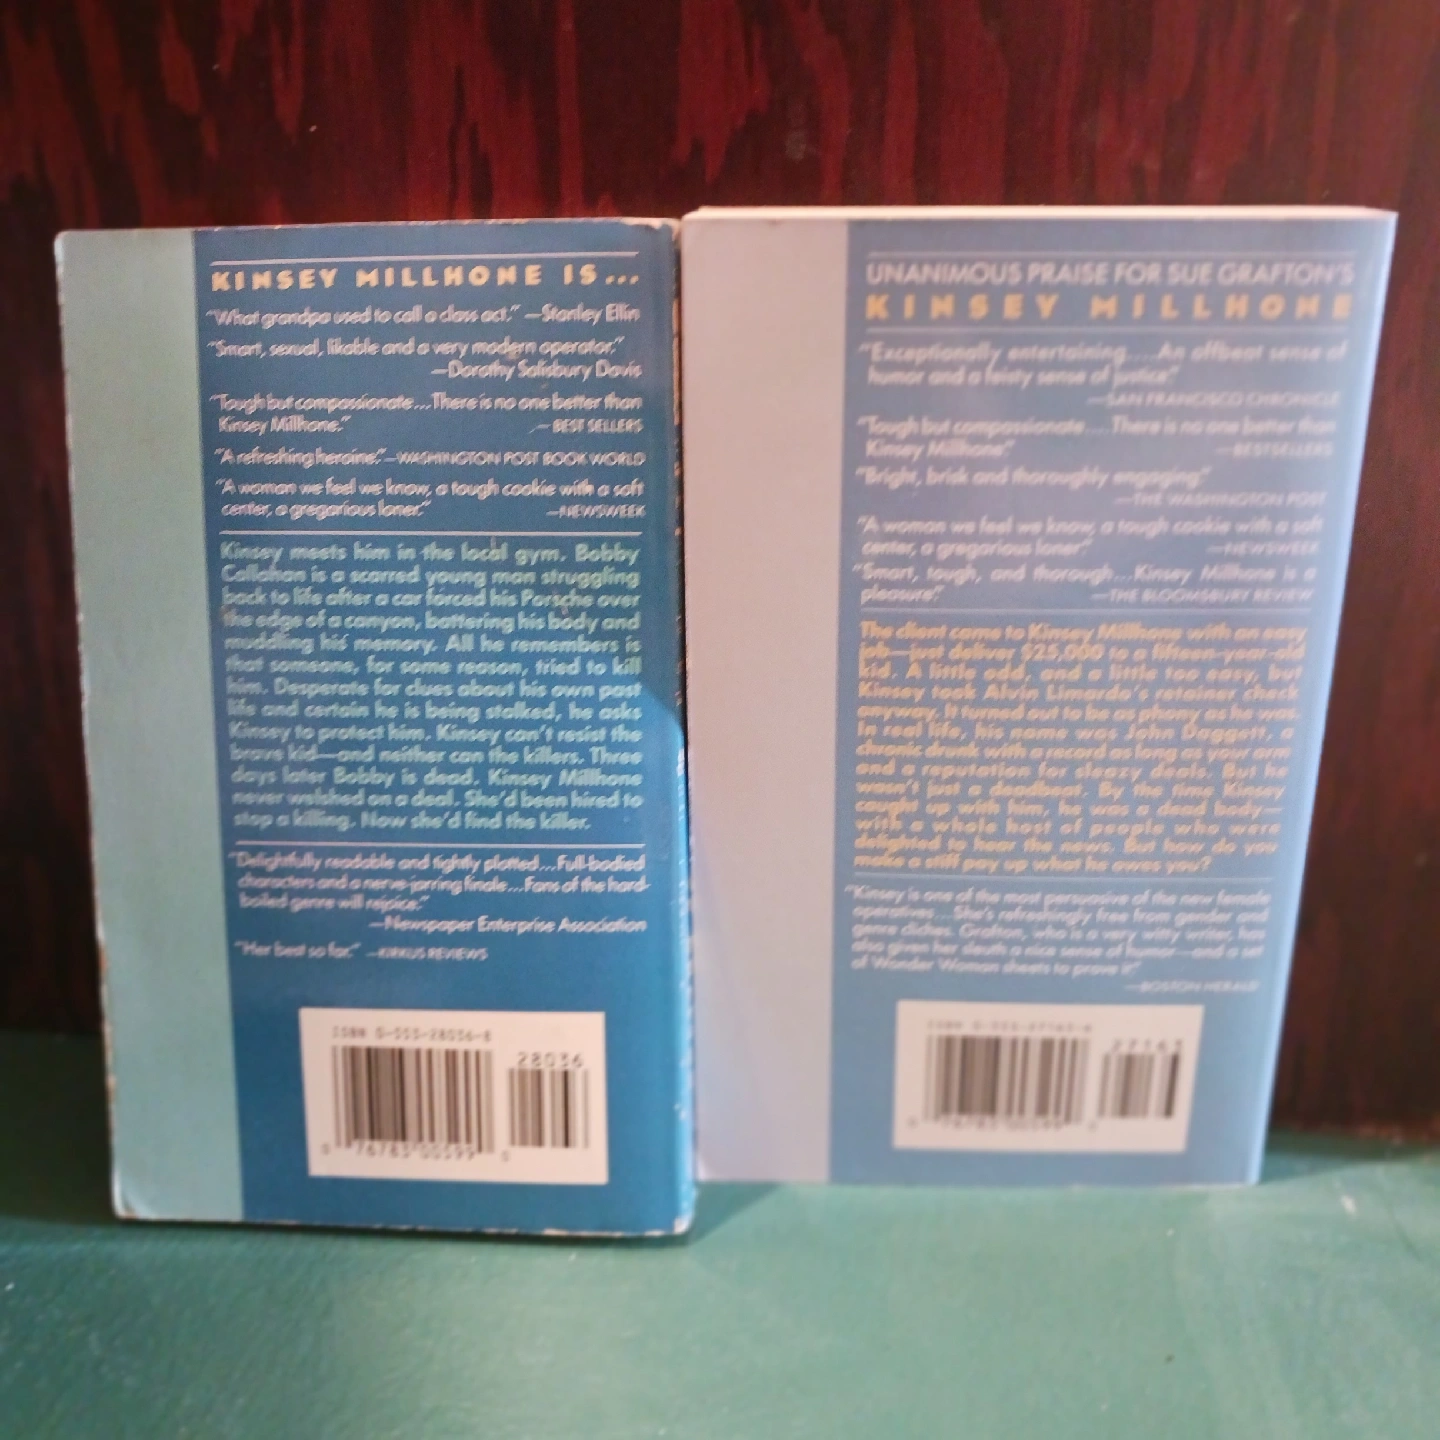 KINSEY MILLHONE IS...
"What grandpa used to call a class act." —Stanley Ellin
"Smart, sexual, likable and a very modern operator."
—Dorothy Salisbury Davis
"Tough but compassionate...There is no one better than
Kinsey Millhone."
—BEST SELLERS
"A refreshing heroine."—WASHINGTON POST BOOK WORLD
"A woman we feel we know, a tough cookie with a soft
center, a gregarious loner."
—NEWSWEEK
Kinsey meets him in the local gym. Bobby
Callahan is a scarred young man struggling
back to life after a car forced his Porsche over
the edge of a canyon, battering his body and
muddling his memory. All he remembers is
that someone, for some reason, tried to kill
him. Desperate for clues about his own past
life and certain he is being stalked, he asks
Kinsey to protect him. Kinsey can't resist the
brave kid—and neither can the killers. Three
days later Bobby is dead. Kinsey Millhone
never welshed on a deal. She'd been hired to
stop a killing. Now she'd find the killer.
"Delightfully readable and tightly plotted...Full-bodied
characters and a nerve-jarring finale...Fans of the hard-
boiled genre will rejoice."
—Newspaper Enterprise Association
"Her best so far." —KIRKUS REVIEWS
ISBN 0-553-28036-8
28036
0 76783 00599 0
UNANIMOUS PRAISE FOR SUE GRAFTON'S
KINSEY MILLHONE
"Exceptionally entertaining....An offbeat sense of
humor and a feisty sense of justice."
—SAN FRANCISCO CHRONICLE
"Tough but compassionate....There is no one better than
Kinsey Millhone."
—BESTSELLERS
"Bright, brisk and thoroughly engaging."
—THE WASHINGTON POST
"A woman we feel we know, a tough cookie with a soft
center, a gregarious loner."
—NEWSWEEK
"Smart, tough, and thorough...Kinsey Millhone is a
pleasure."
—THE BLOOMSBURY REVIEW
The client came to Kinsey Millhone with an easy
job—just deliver $25,000 to a fifteen-year-old
kid. A little odd, and a little too easy, but
Kinsey took Alvin Limardo's retainer check
anyway. It turned out to be as phony as he was.
In real life, his name was John Daggett, a
chronic drunk with a record as long as your arm
and a reputation for sleazy deals. But he
wasn't just a deadbeat. By the time Kinsey
caught up with him, he was a dead body—
with a whole host of people who were
delighted to hear the news. But how do you
make a stiff pay up what he owes you?
"Kinsey is one of the most persuasive of the new female
operatives...She's refreshingly free from gender and
genre cliches. Grafton, who is a very witty writer, has
also given her sleuth a nice sense of humor—and a set
of Wonder Woman sheets to prove it"
—BOSTON HERALD
27163
0 76783 00599 0